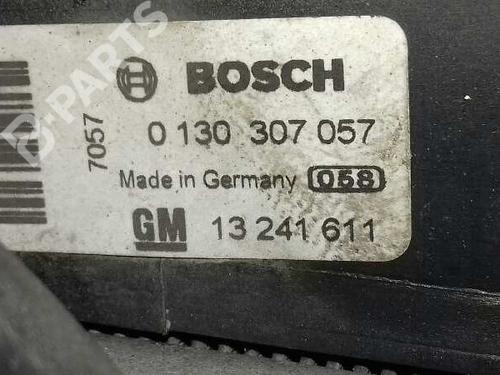 B-PARTS
BOSCH
7057
0 130 307 057
Made in Germany 058
GM 13 241 611